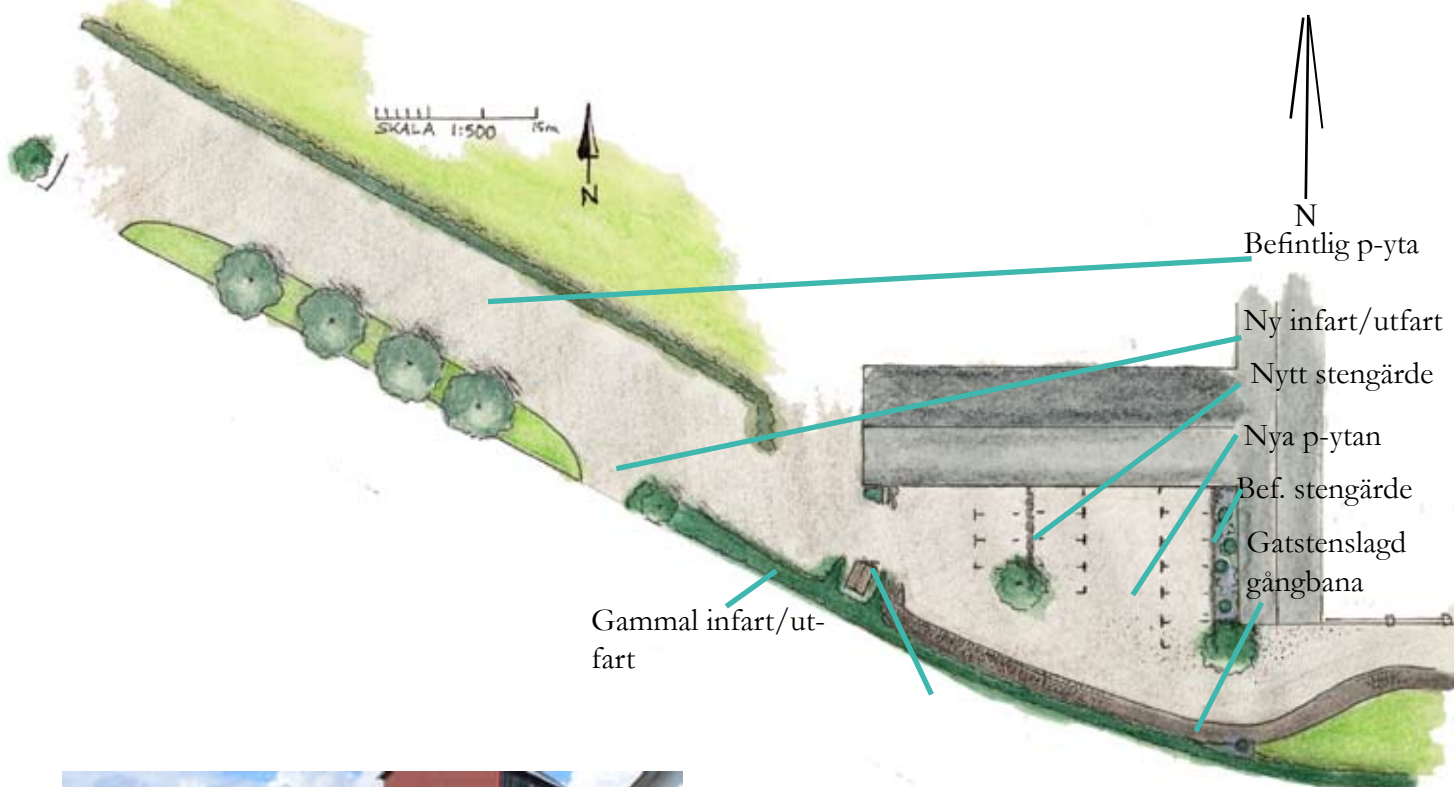 SKALA 1:500 15m
N
N
Befintlig p-yta
Ny infart/utfart
Nytt stengärde
Nya p-ytan
Bef. stengärde
Gatstenslagd
gångbana
Gammal infart/ut-
fart